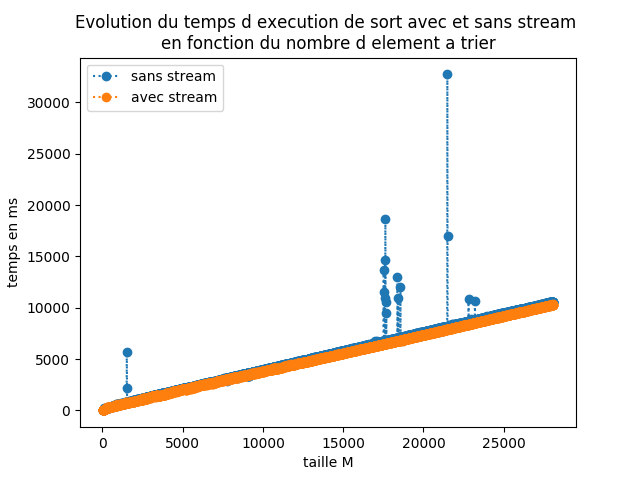 Evolution du temps d execution de sort avec et sans stream
en fonction du nombre d element a trier
sans stream
avec stream
temps en ms
30000
25000
20000
15000
10000
5000
0
0 5000 10000 15000 20000 25000
taille M